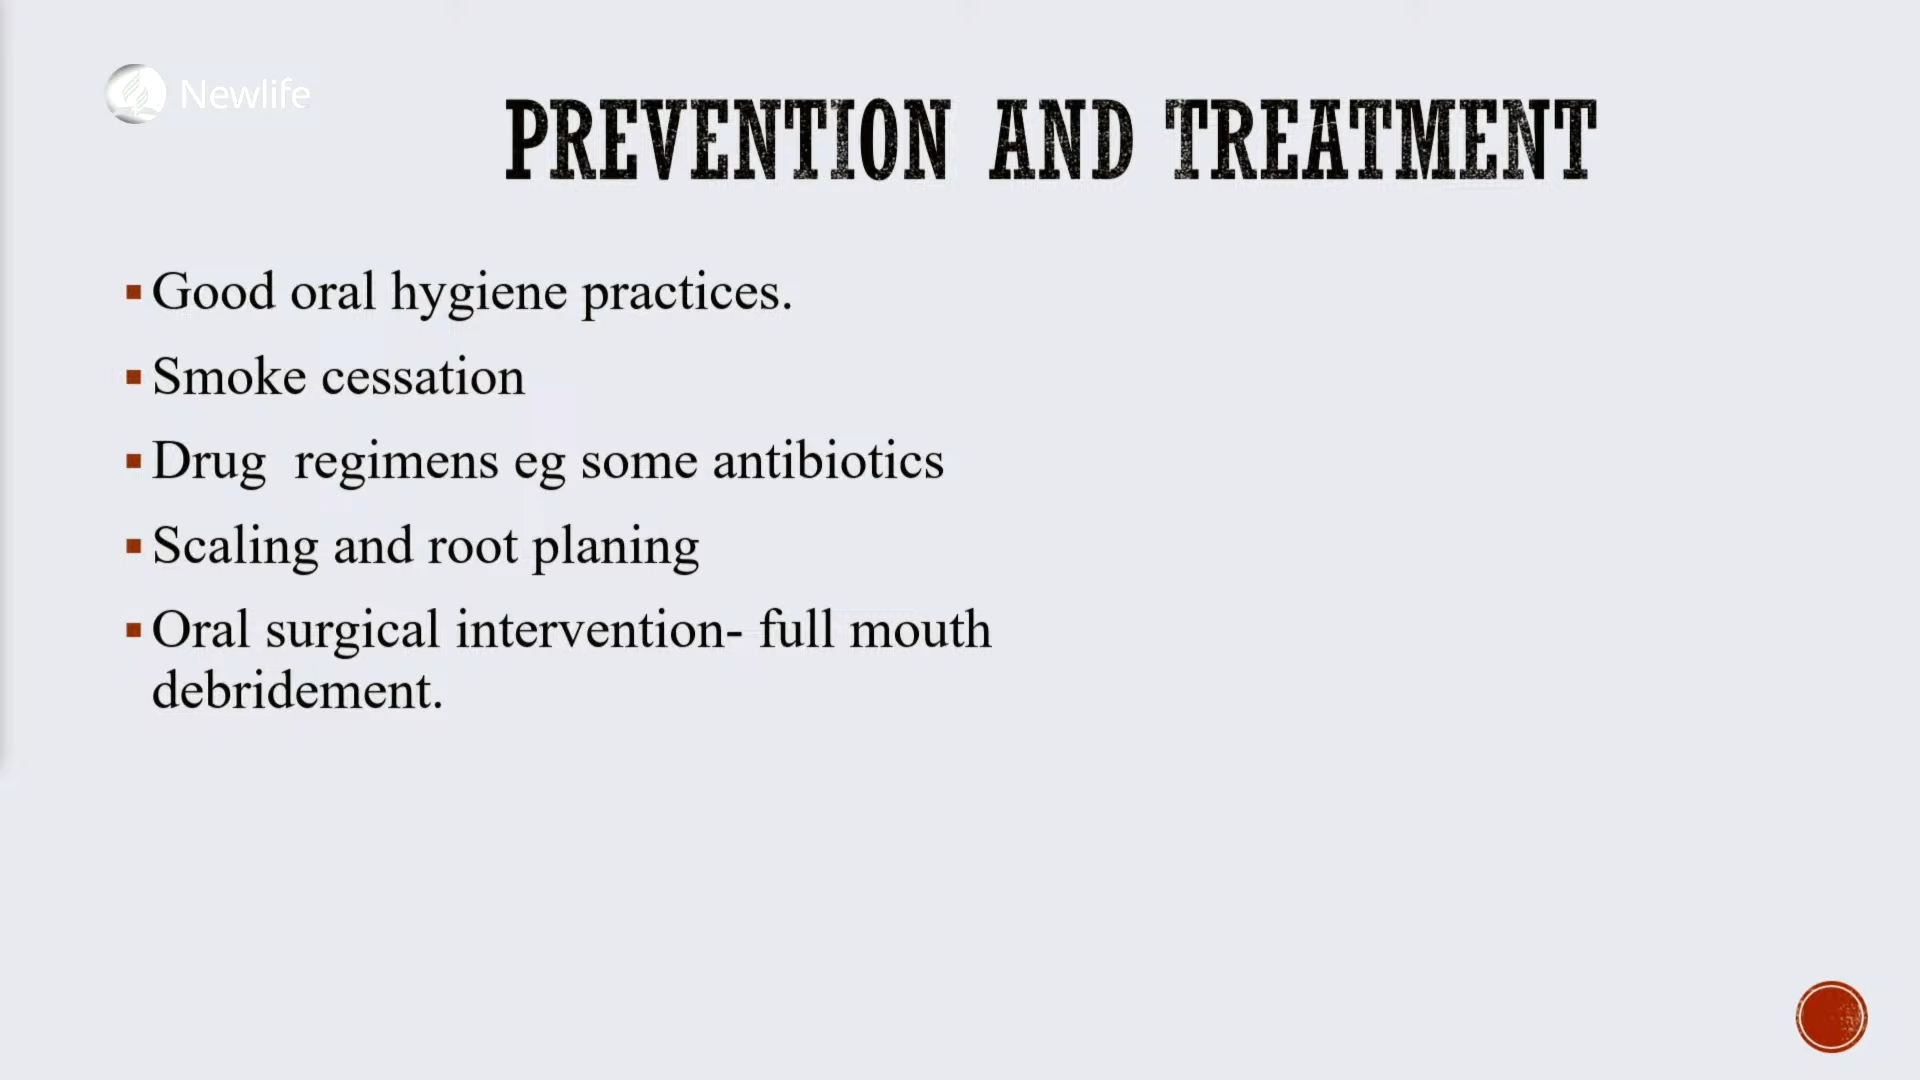 Newlife
PREVENTION AND TREATMENT
▪ Good oral hygiene practices.
▪ Smoke cessation
▪ Drug  regimens eg some antibiotics
▪ Scaling and root planing
▪ Oral surgical intervention- full mouth
debridement.